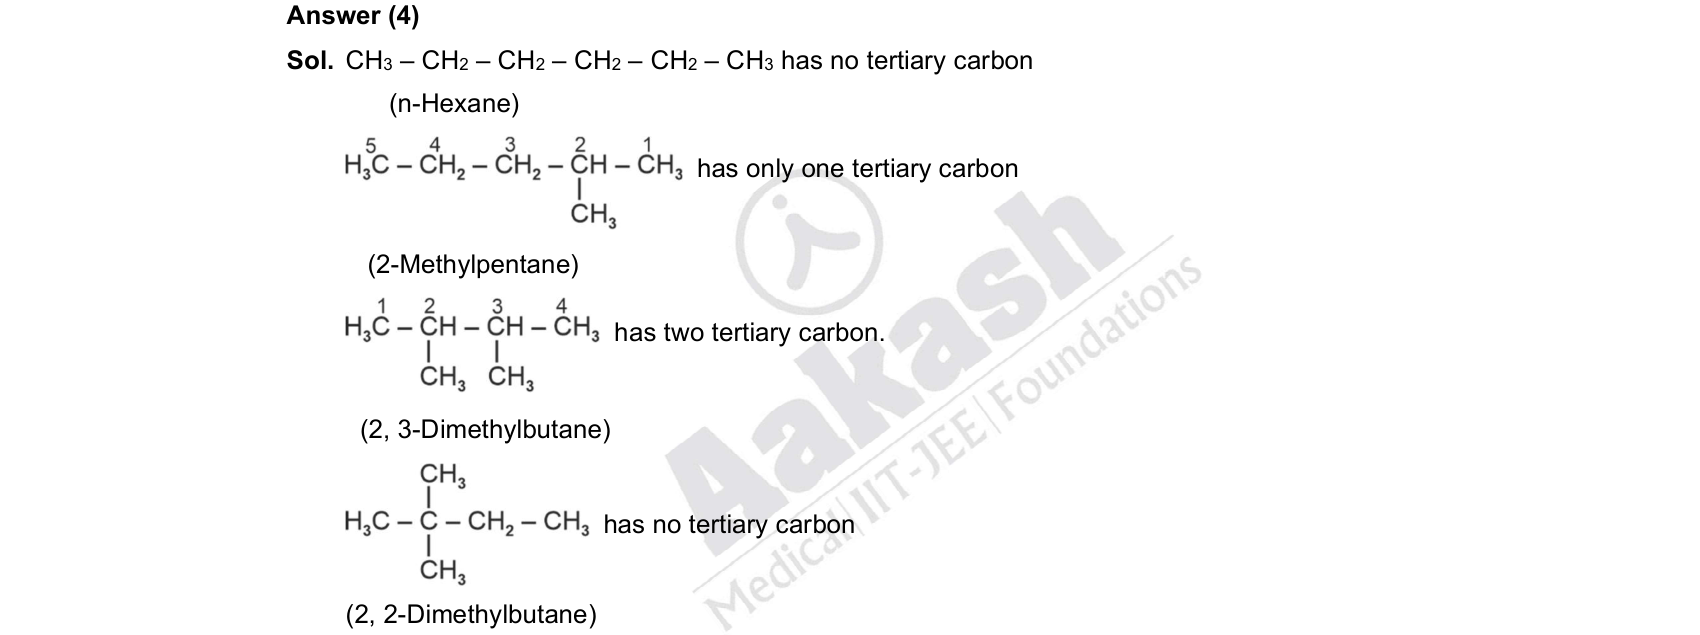 Answer (4)
Sol. CH3 – CH2 – CH2 – CH2 – CH2 – CH3 has no tertiary carbon
(n-Hexane)
5 4 3 2 1
H₃C – CH₂ – CH₂ – CH – CH₃ has only one tertiary carbon
|
CH₃
(2-Methylpentane)
1 2 3 4
H₃C – CH – CH – CH₃ has two tertiary carbon.
| |
CH₃ CH₃
(2, 3-Dimethylbutane)
CH₃
|
H₃C – C – CH₂ – CH₃ has no tertiary carbon
|
CH₃
(2, 2-Dimethylbutane)
Aakash
Medical|IIT-JEE|Foundations